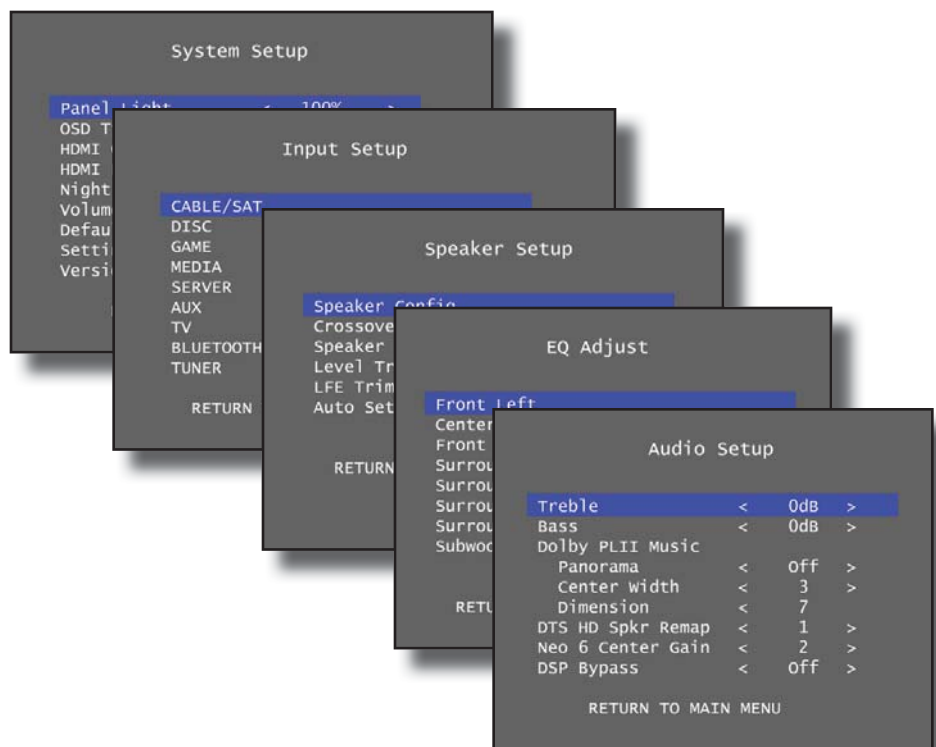 System Setup
Panel Light < 100% >
OSD T
HDMI
HDMI
Night
Volum
Defau
Setti
Versi
Input Setup
CABLE/SAT
DISC
GAME
MEDIA
SERVER
AUX
TV
BLUETOOTH
TUNER
RETURN
Speaker Setup
Speaker Config
Crossove
Speaker
Level Tr
LFE Trim
Auto Set
RETURN
EQ Adjust
Front Left
Center
Front
Surrou
Surrou
Surrou
Surrou
Subwoo
RETU
Audio Setup
Treble < 0dB >
Bass < 0dB >
Dolby PLII Music
Panorama < Off >
Center Width < 3 >
Dimension < 7
DTS HD Spkr Remap < 1 >
Neo 6 Center Gain < 2 >
DSP Bypass < Off >
RETURN TO MAIN MENU